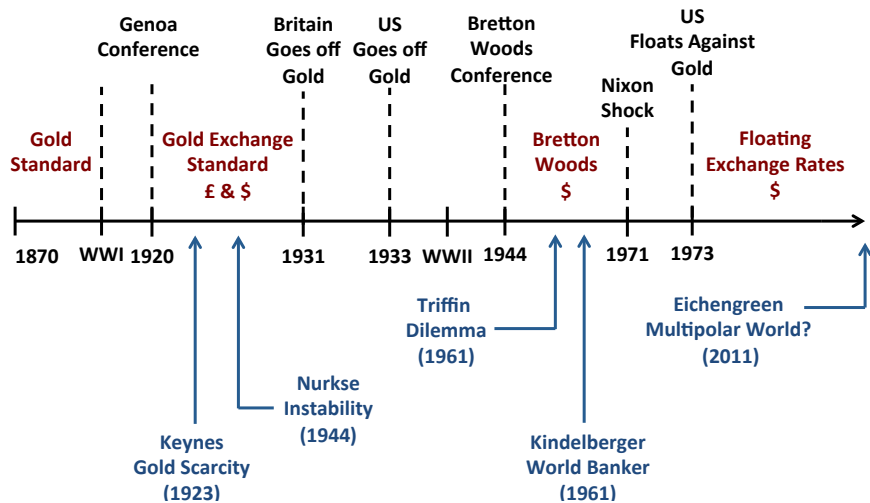 Genoa
Conference
Britain
Goes off
Gold
US
Goes off
Gold
Bretton
Woods
Conference
Nixon
Shock
US
Floats Against
Gold
Gold
Standard
Gold Exchange
Standard
£ & $
Bretton
Woods
$
Floating
Exchange Rates
$
1870
WWI
1920
1931
1933
WWII
1944
1971
1973
Keynes
Gold Scarcity
(1923)
Nurkse
Instability
(1944)
Triffin
Dilemma
(1961)
Kindelberger
World Banker
(1961)
Eichengreen
Multipolar World?
(2011)